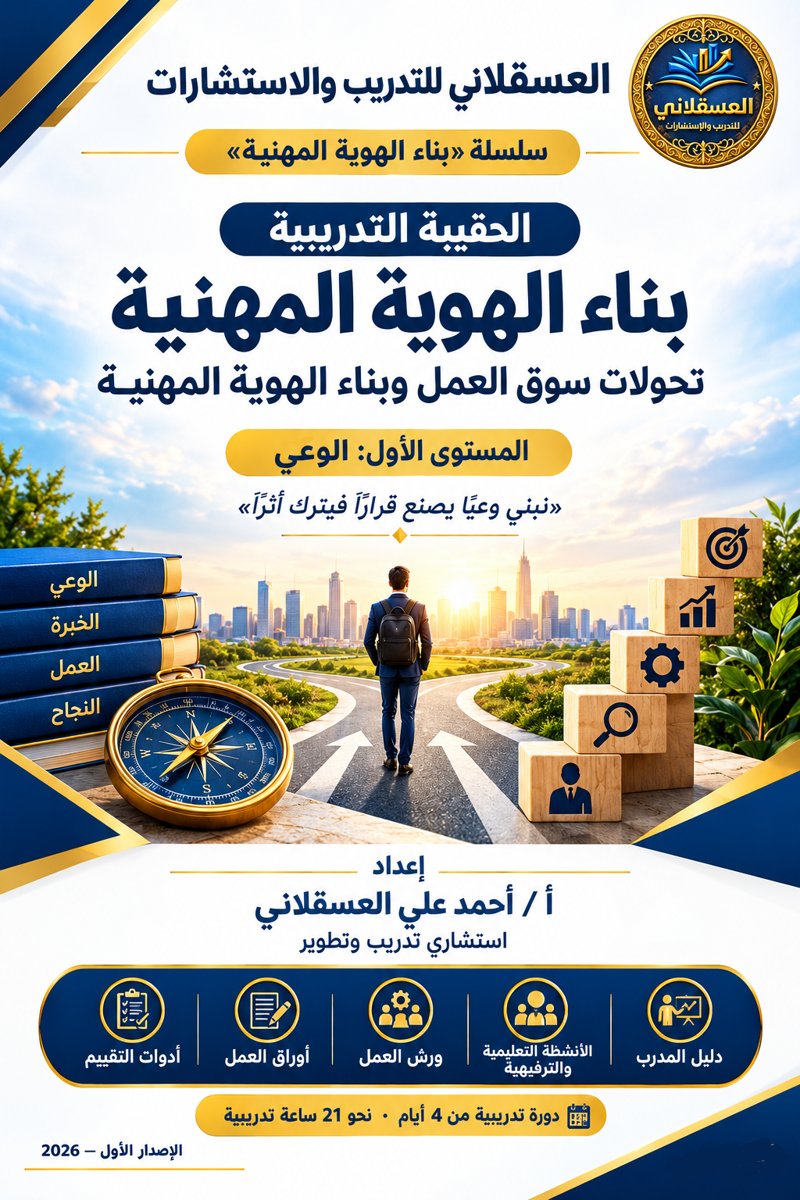 العسقلاني للتدريب والاستشارات
العسقلاني
للتدريب والإستشارات
سلسلة «بناء الهوية المهنية»
الحقيبة التدريبية
بناء الهوية المهنية
تحولات سوق العمل وبناء الهوية المهنيـة
المستوى الأول: الوعي
«نبني وعيًا يصنع قرارًا فيترك أثرًا»
الوعي
الخبرة
العمل
النجاح
N
E
S
W
إعداد
أ / أحمد علي العسقلاني
استشاري تدريب وتطوير
دليل المدرب
الأنشطة التعليمية
والترفيهية
ورش العمل
أوراق العمل
أدوات التقييم
دورة تدريبية من 4 أيام • نحو 21 ساعة تدريبية
الإصدار الأول – 2026